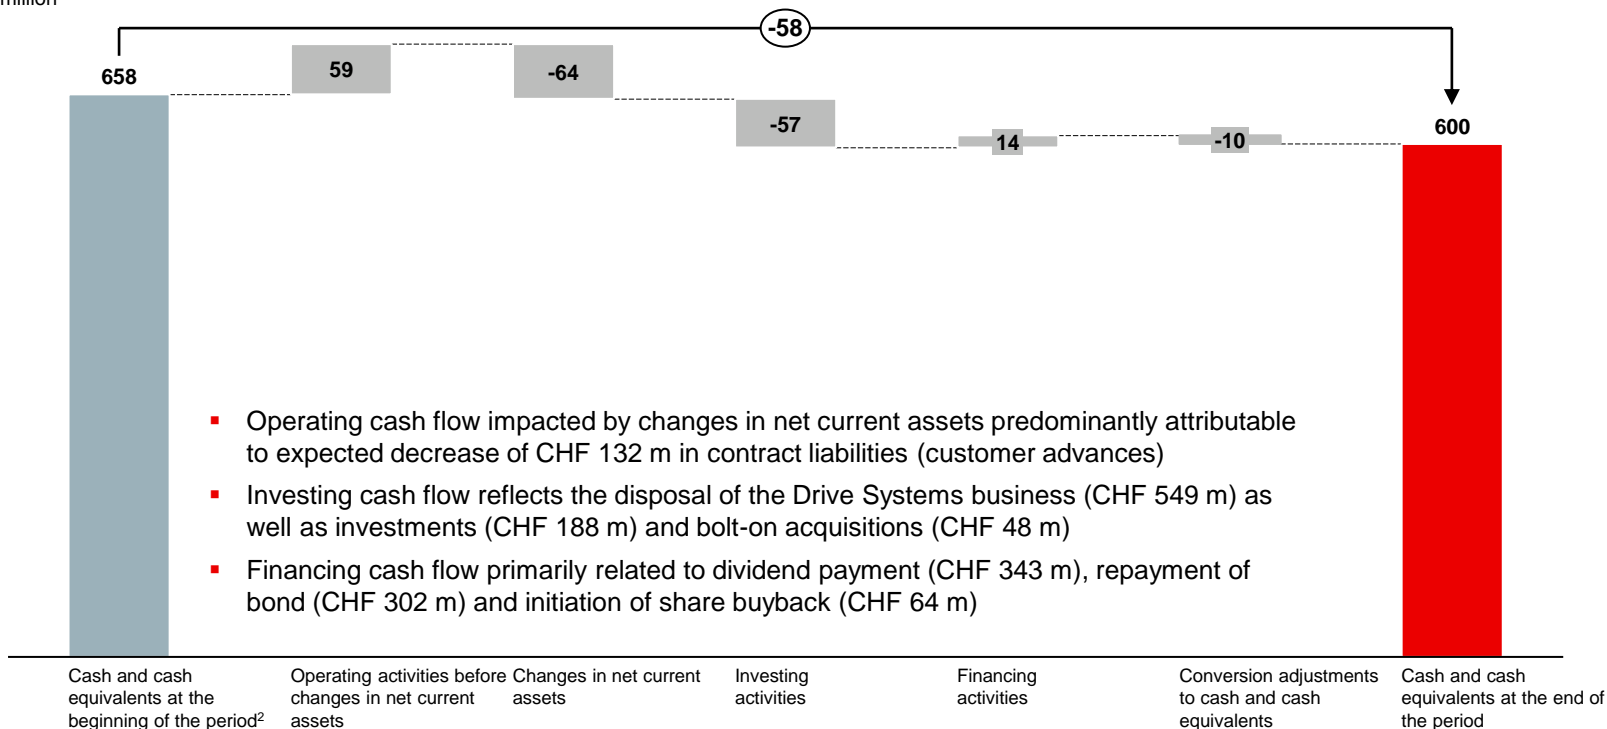 million
-58
658
59
-64
-57
14
-10
600
▪ Operating cash flow impacted by changes in net current assets predominantly attributable
to expected decrease of CHF 132 m in contract liabilities (customer advances)
▪ Investing cash flow reflects the disposal of the Drive Systems business (CHF 549 m) as
well as investments (CHF 188 m) and bolt-on acquisitions (CHF 48 m)
▪ Financing cash flow primarily related to dividend payment (CHF 343 m), repayment of
bond (CHF 302 m) and initiation of share buyback (CHF 64 m)
Cash and cash
equivalents at the
beginning of the period²
Operating activities before
changes in net current
assets
Changes in net current
assets
Investing
activities
Financing
activities
Conversion adjustments
to cash and cash
equivalents
Cash and cash
equivalents at the end of
the period